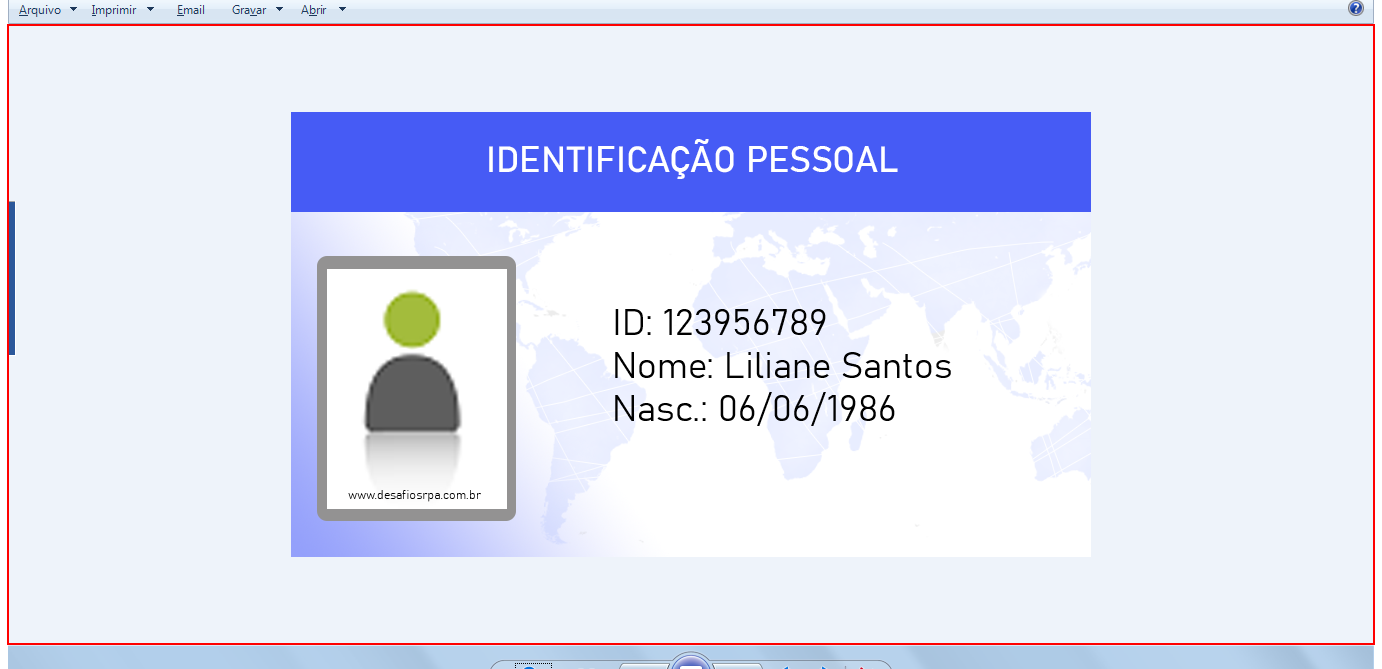 Arquivo Imprimir Email Gravar Abrir ?
IDENTIFICAÇÃO PESSOAL
ID: 123956789
Nome: Liliane Santos
Nasc.: 06/06/1986
www.desafiosrpa.com.br